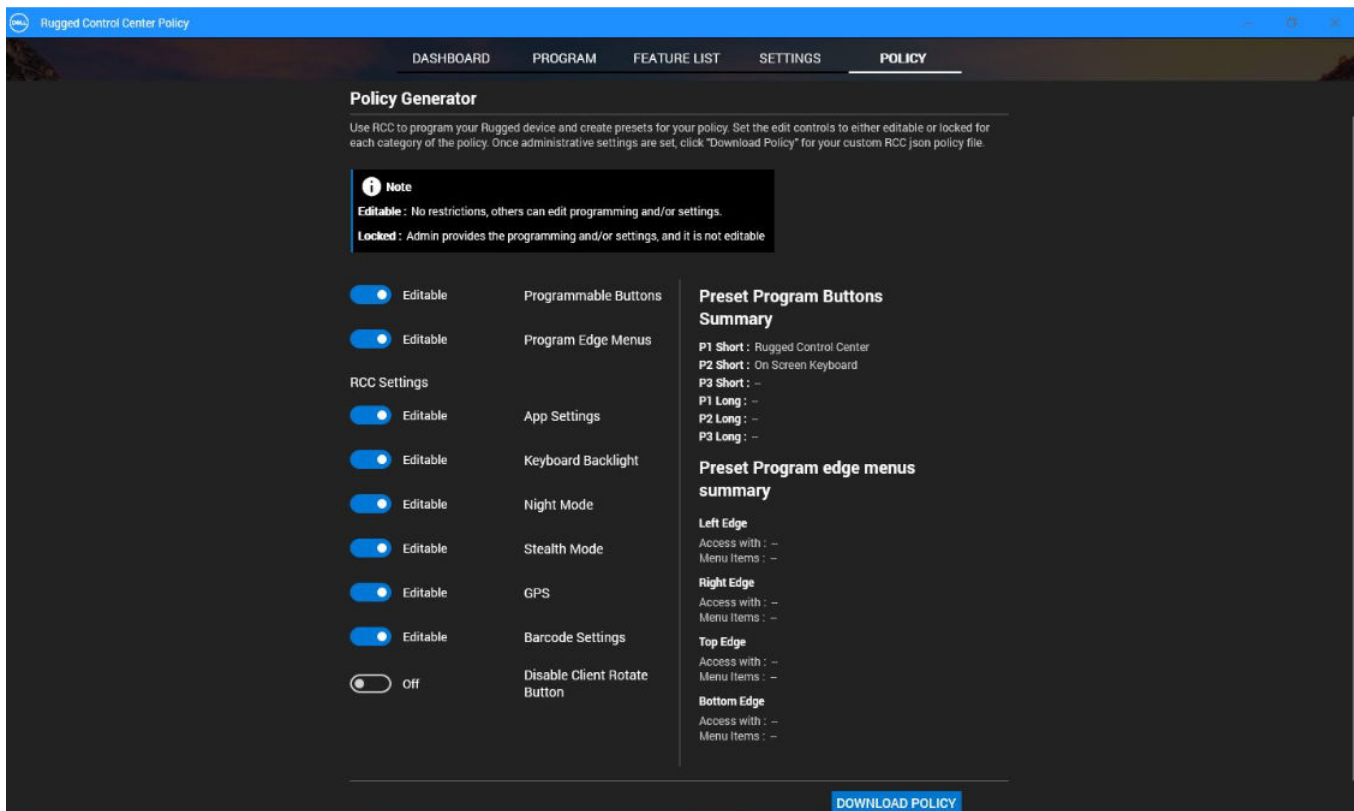 DELL
Rugged Control Center Policy
DASHBOARD PROGRAM FEATURE LIST SETTINGS POLICY
Policy Generator
Use RCC to program your Rugged device and create presets for your policy. Set the edit controls to either editable or locked for
each category of the policy. Once administrative settings are set, click "Download Policy" for your custom RCC json policy file.
Note
Editable : No restrictions, others can edit programming and/or settings.
Locked : Admin provides the programming and/or settings, and it is not editable
Editable Programmable Buttons
Editable Program Edge Menus
RCC Settings
Editable App Settings
Editable Keyboard Backlight
Editable Night Mode
Editable Stealth Mode
Editable GPS
Editable Barcode Settings
Off Disable Client Rotate
Button
Preset Program Buttons
Summary
P1 Short : Rugged Control Center
P2 Short : On Screen Keyboard
P3 Short : --
P1 Long : --
P2 Long : --
P3 Long : --
Preset Program edge menus
summary
Left Edge
Access with : --
Menu Items : --
Right Edge
Access with : --
Menu Items : --
Top Edge
Access with : --
Menu Items : --
Bottom Edge
Access with : --
Menu Items : --
DOWNLOAD POLICY